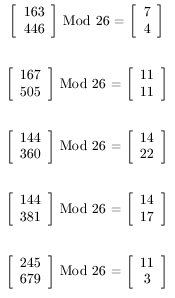 [ 163 446 ] Mod 26 = [ 7 4 ]
[ 167 505 ] Mod 26 = [ 11 11 ]
[ 144 360 ] Mod 26 = [ 14 22 ]
[ 144 381 ] Mod 26 = [ 14 17 ]
[ 245 679 ] Mod 26 = [ 11 3 ]